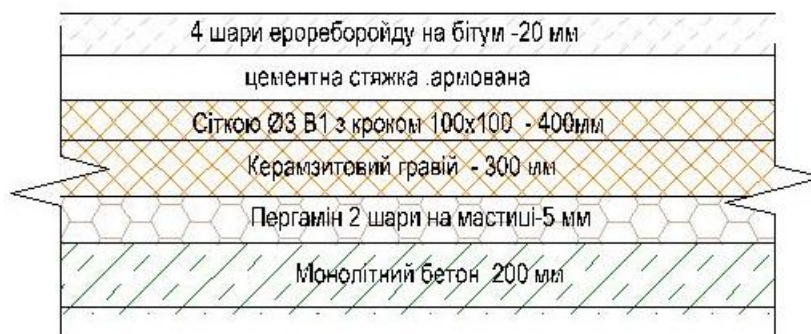 4 шари ерореборойду на бітум -20 мм
цементна стяжка .армована
Сіткою Ø3 В1 з кроком 100х100 - 400мм
Керамзитовий гравій - 300 мм
Пергамін 2 шари на мастиці-5 мм
Монолітний бетон 200 мм